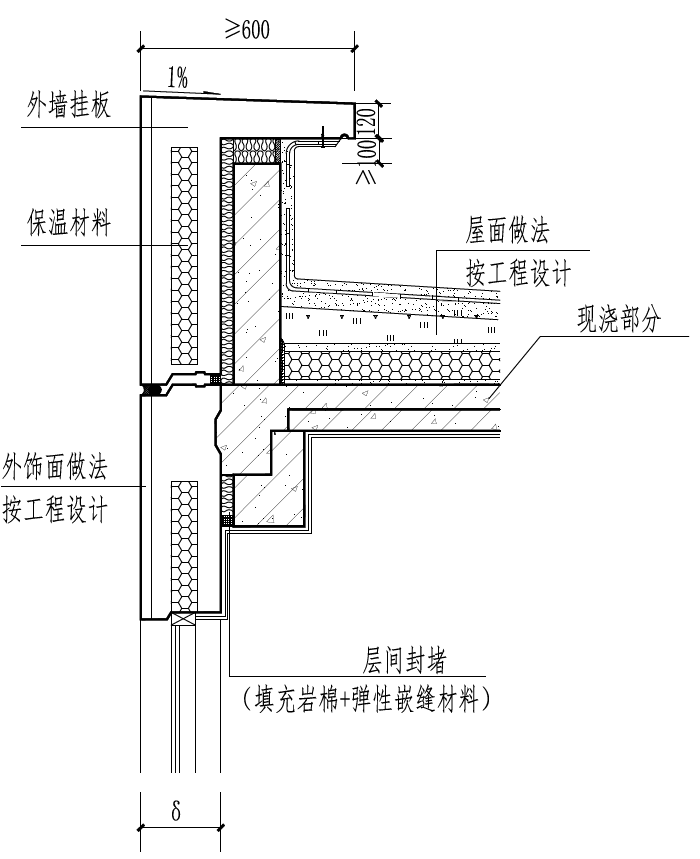 ≥600
1%
外墙挂板
120
≥100
保温材料
屋面做法
按工程设计
现浇部分
外饰面做法
按工程设计
层间封堵
（填充岩棉+弹性嵌缝材料）
δ